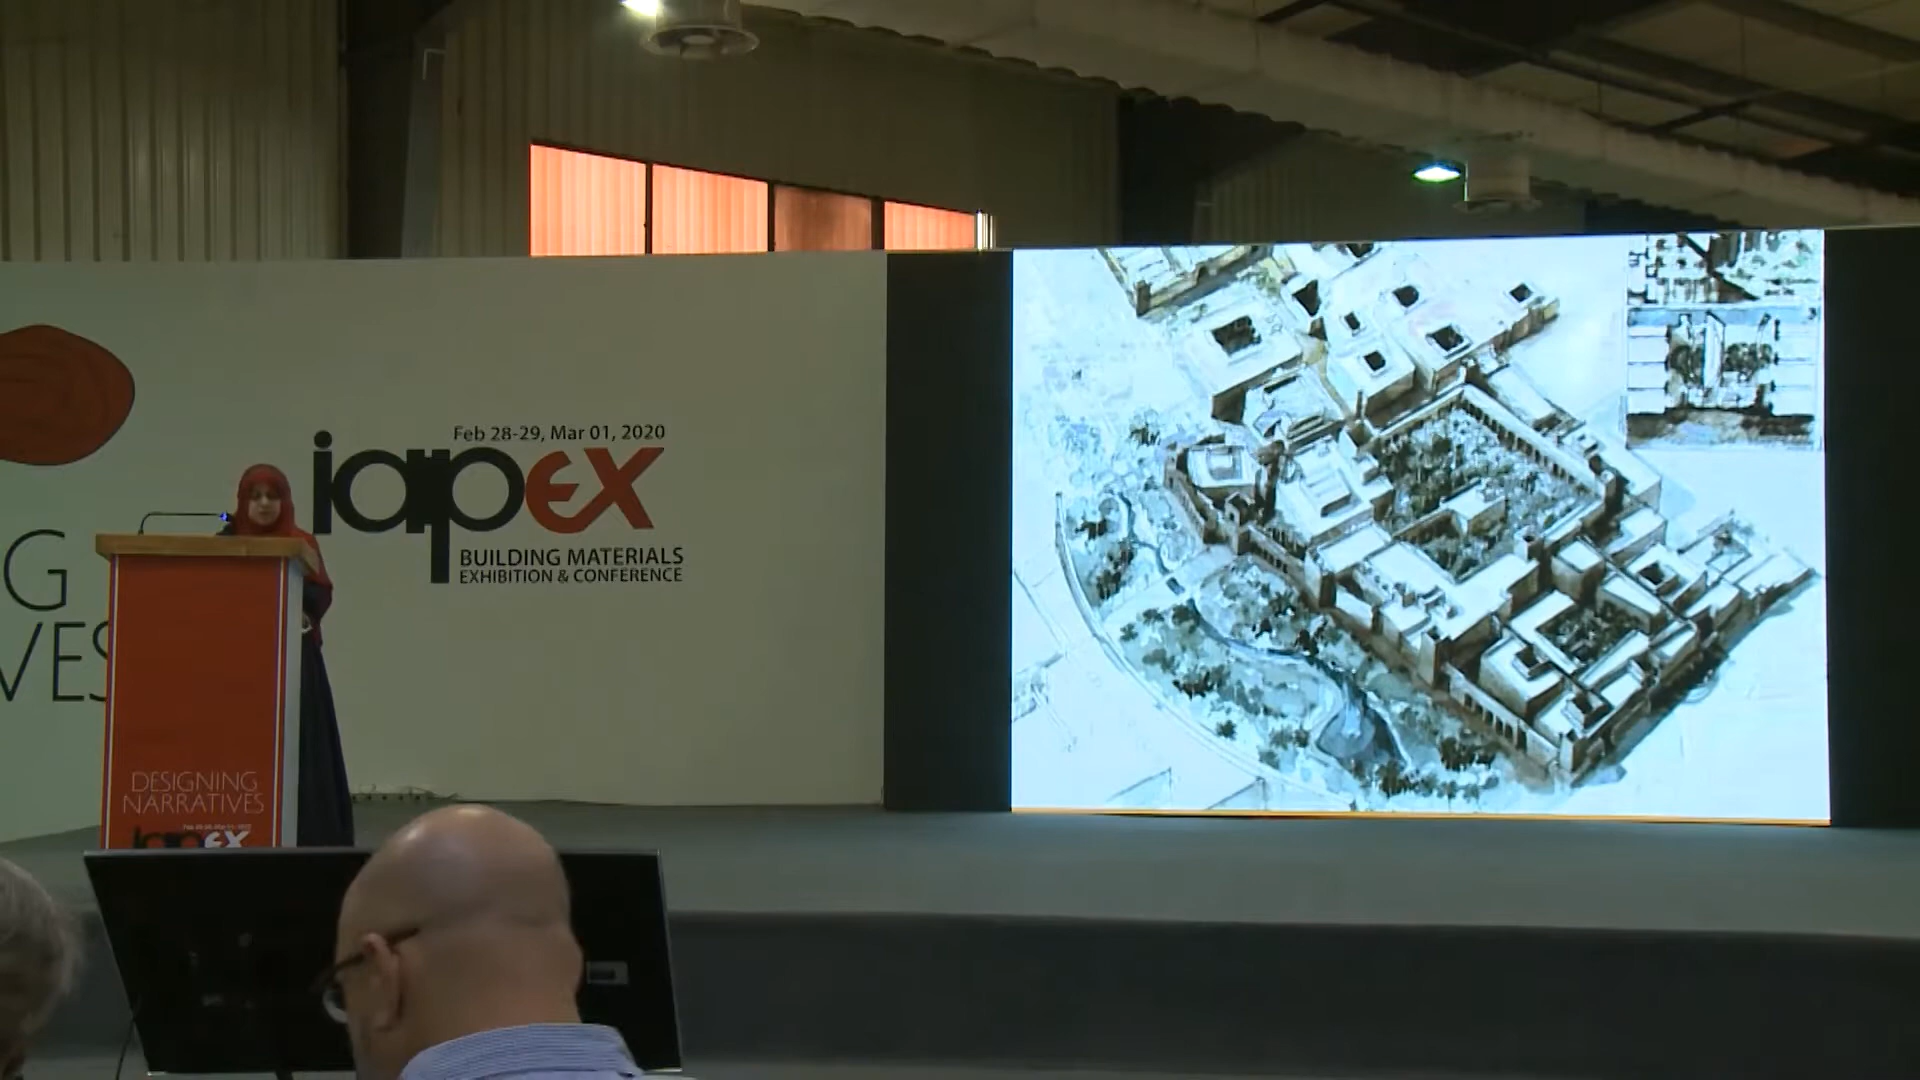 Feb 28-29, Mar 01, 2020
iapEX
BUILDING MATERIALS
EXHIBITION & CONFERENCE
G
VES
DESIGNING
NARRATIVES
iapEX